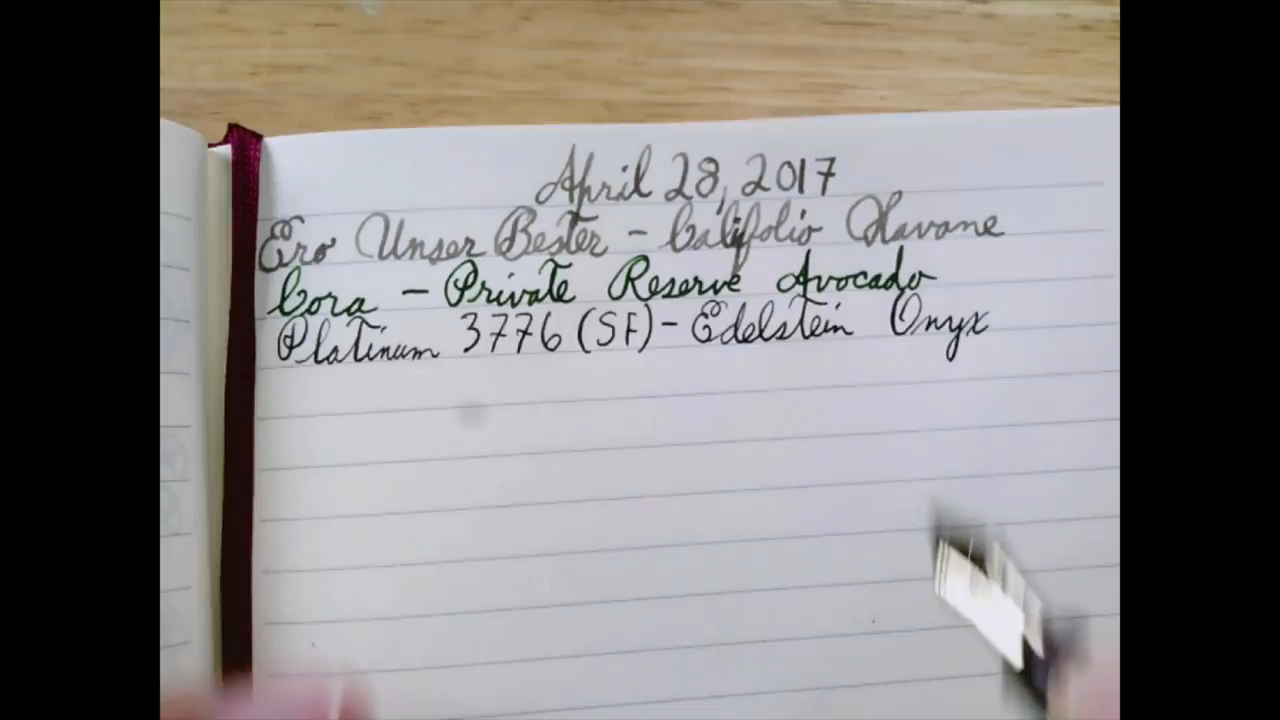 April 28, 2017
Ero Unser Bester - Califolio Havane
Cora - Private Reserve Avocado
Platinum 3776 (SF) - Edelstein Onyx